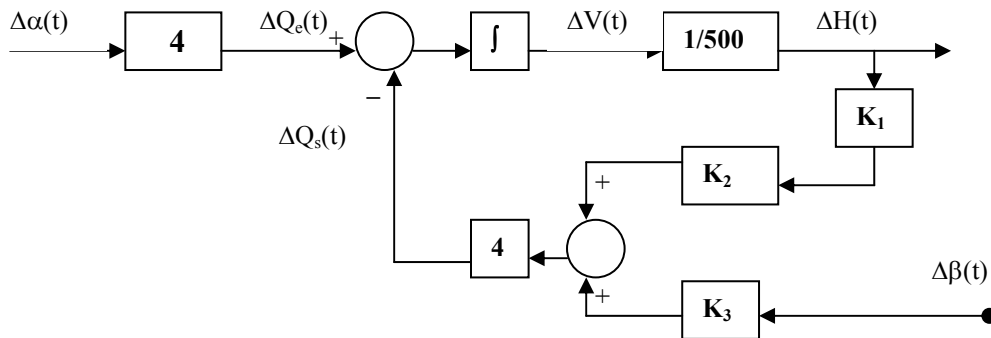 Δα(t)
4
ΔQe(t)
+
∫
ΔV(t)
1/500
ΔH(t)
−
K1
ΔQs(t)
+
K2
4
+
K3
Δβ(t)